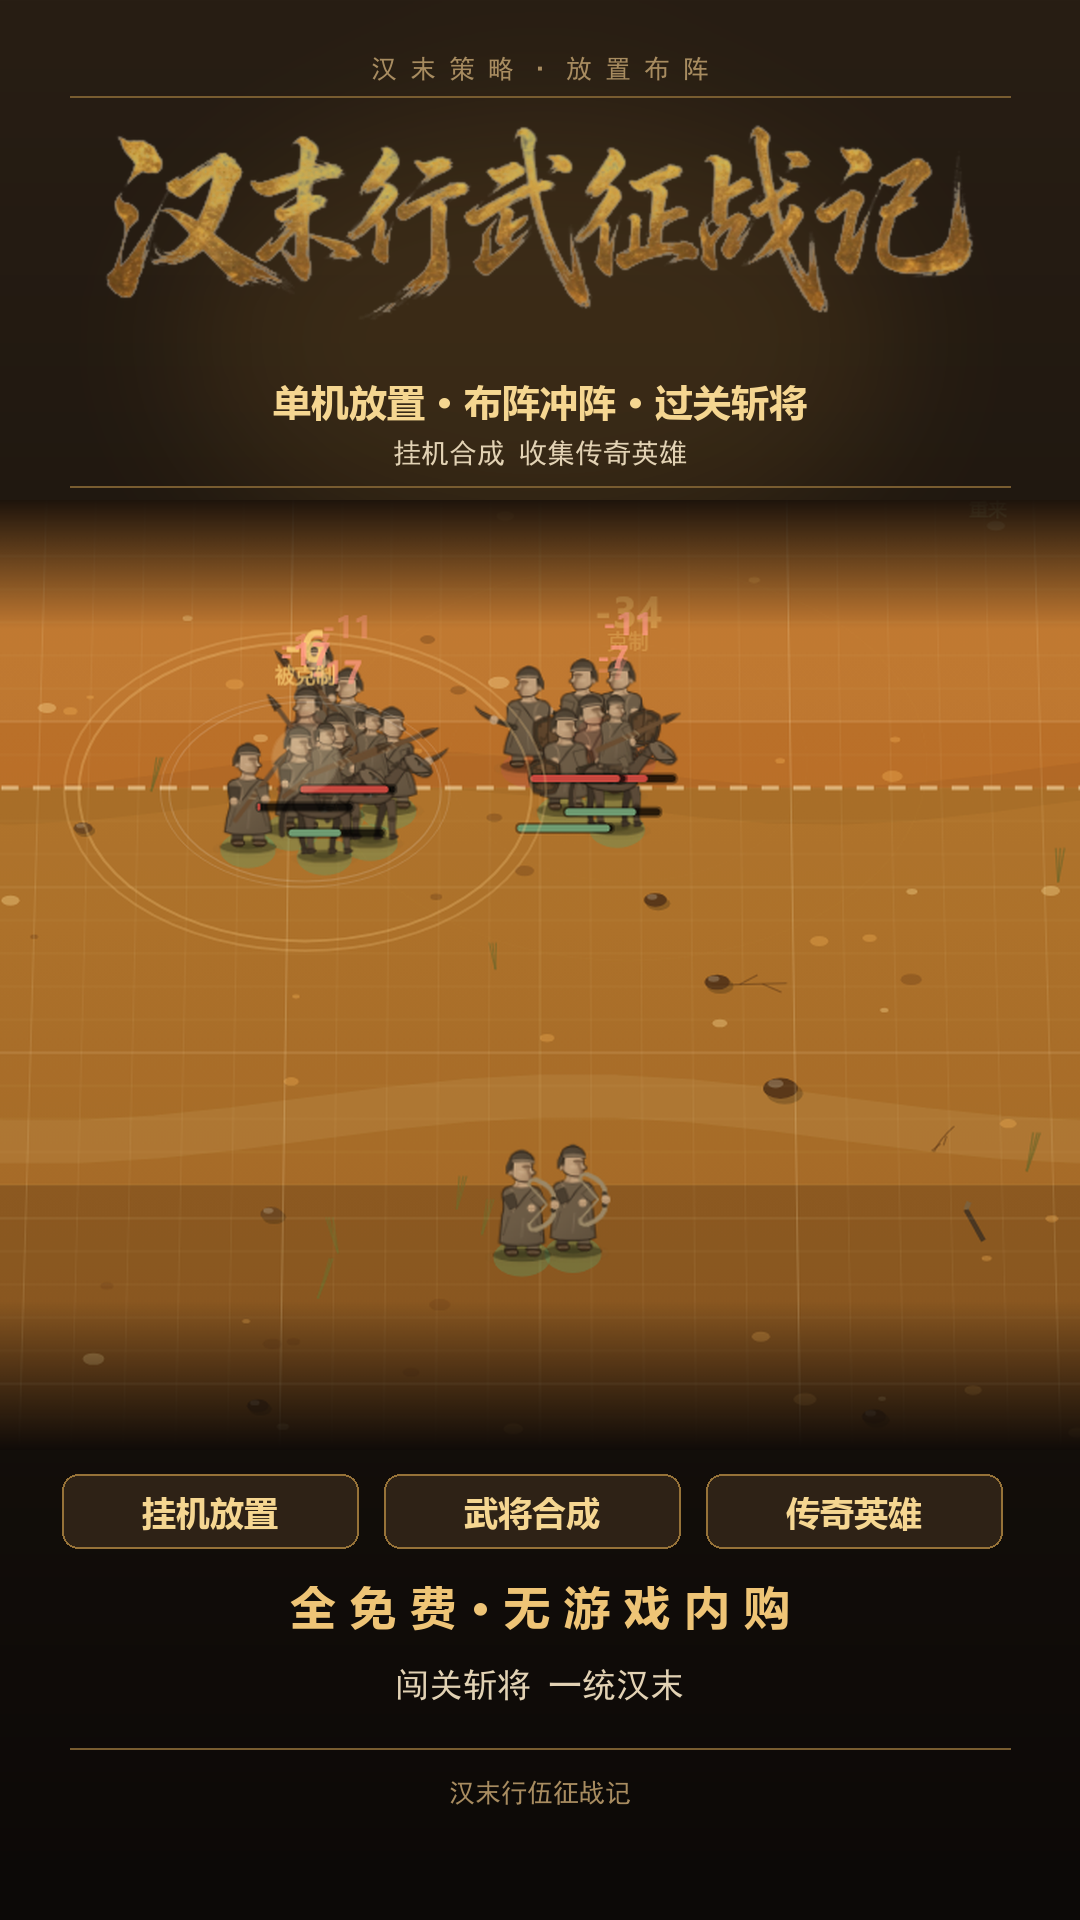 汉末策略·放置布阵
汉末行武征战记
单机放置·布阵冲阵·过关斩将
挂机合成 收集传奇英雄
-34
-11
-11
克制
-6
-7
被克制
挂机放置
武将合成
传奇英雄
全免费·无游戏内购
闯关斩将 一统汉末
汉末行伍征战记